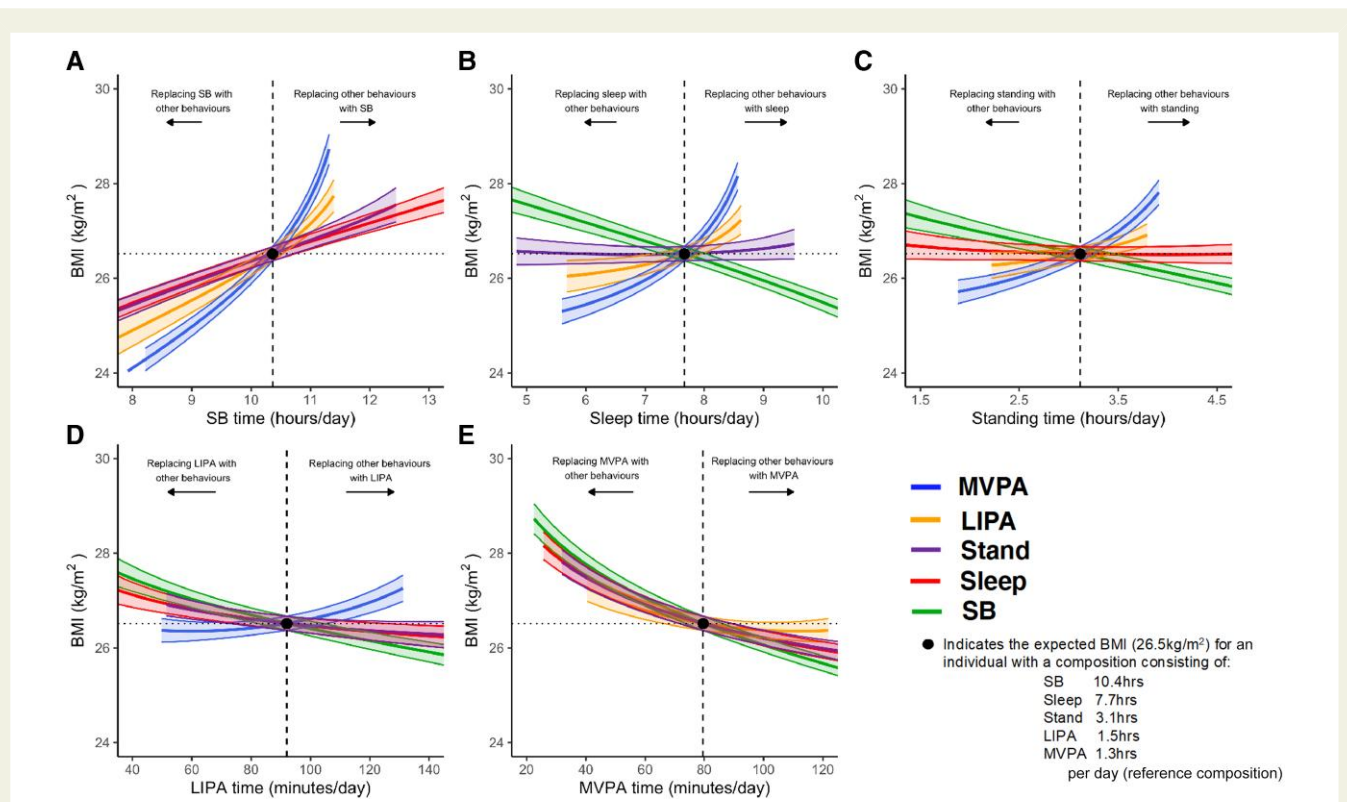 A
Replacing SB with
other behaviours
Replacing other behaviours
with SB
30
28
26
24
BMI (kg/m²)
8 9 10 11 12 13
SB time (hours/day)
B
Replacing sleep with
other behaviours
Replacing other behaviours
with sleep
30
28
26
24
BMI (kg/m²)
5 6 7 8 9 10
Sleep time (hours/day)
C
Replacing standing with
other behaviours
Replacing other behaviours
with standing
30
28
26
24
BMI (kg/m²)
1.5 2.5 3.5 4.5
Standing time (hours/day)
D
Replacing LIPA with
other behaviours
Replacing other behaviours
with LIPA
30
28
26
24
BMI (kg/m²)
40 60 80 100 120 140
LIPA time (minutes/day)
E
Replacing MVPA with
other behaviours
Replacing other behaviours
with MVPA
30
28
26
24
BMI (kg/m²)
20 40 60 80 100 120
MVPA time (minutes/day)
MVPA
LIPA
Stand
Sleep
SB
Indicates the expected BMI (26.5kg/m²) for an
individual with a composition consisting of:
SB 10.4hrs
Sleep 7.7hrs
Stand 3.1hrs
LIPA 1.5hrs
MVPA 1.3hrs
per day (reference composition)